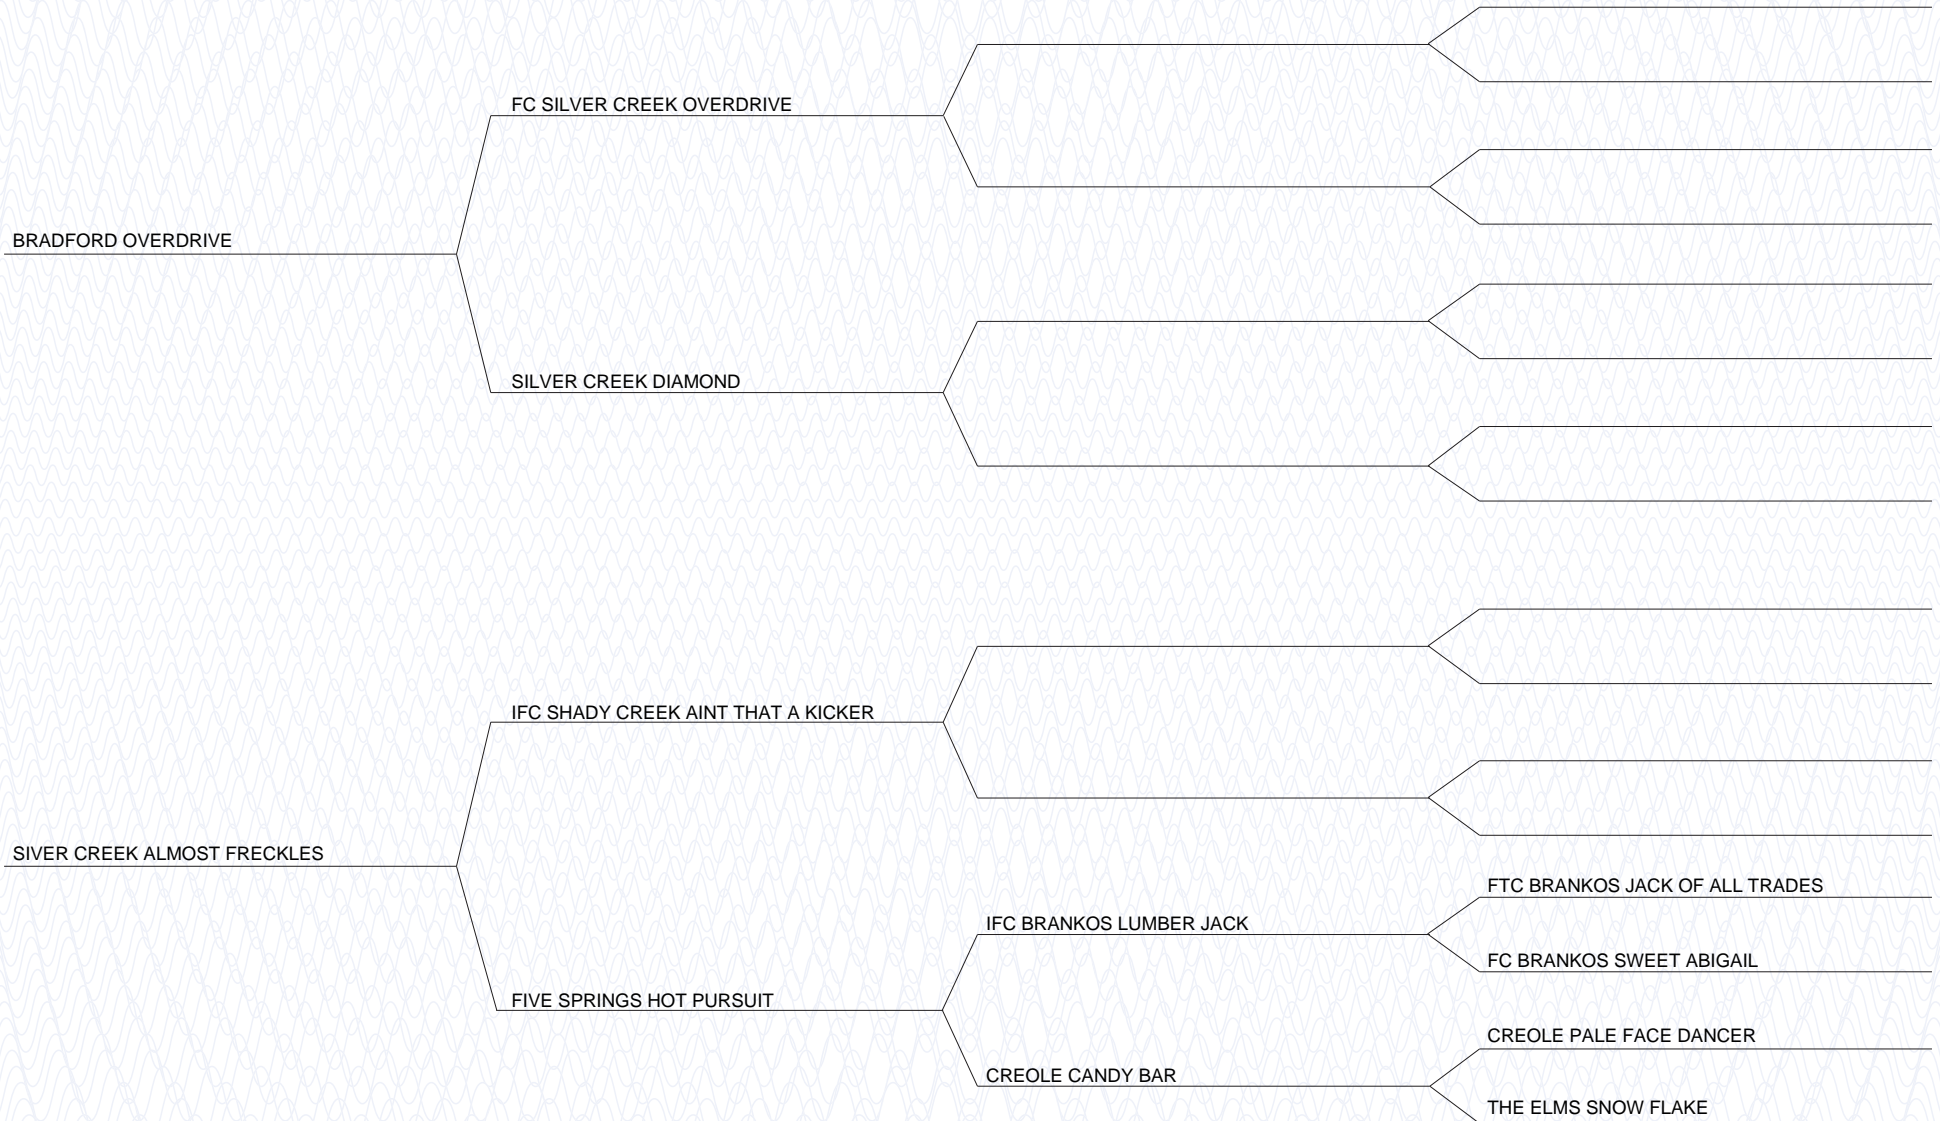 FC SILVER CREEK OVERDRIVE
BRADFORD OVERDRIVE
SILVER CREEK DIAMOND
IFC SHADY CREEK AINT THAT A KICKER
SIVER CREEK ALMOST FRECKLES
FTC BRANKOS JACK OF ALL TRADES
IFC BRANKOS LUMBER JACK
FC BRANKOS SWEET ABIGAIL
FIVE SPRINGS HOT PURSUIT
CREOLE PALE FACE DANCER
CREOLE CANDY BAR
THE ELMS SNOW FLAKE